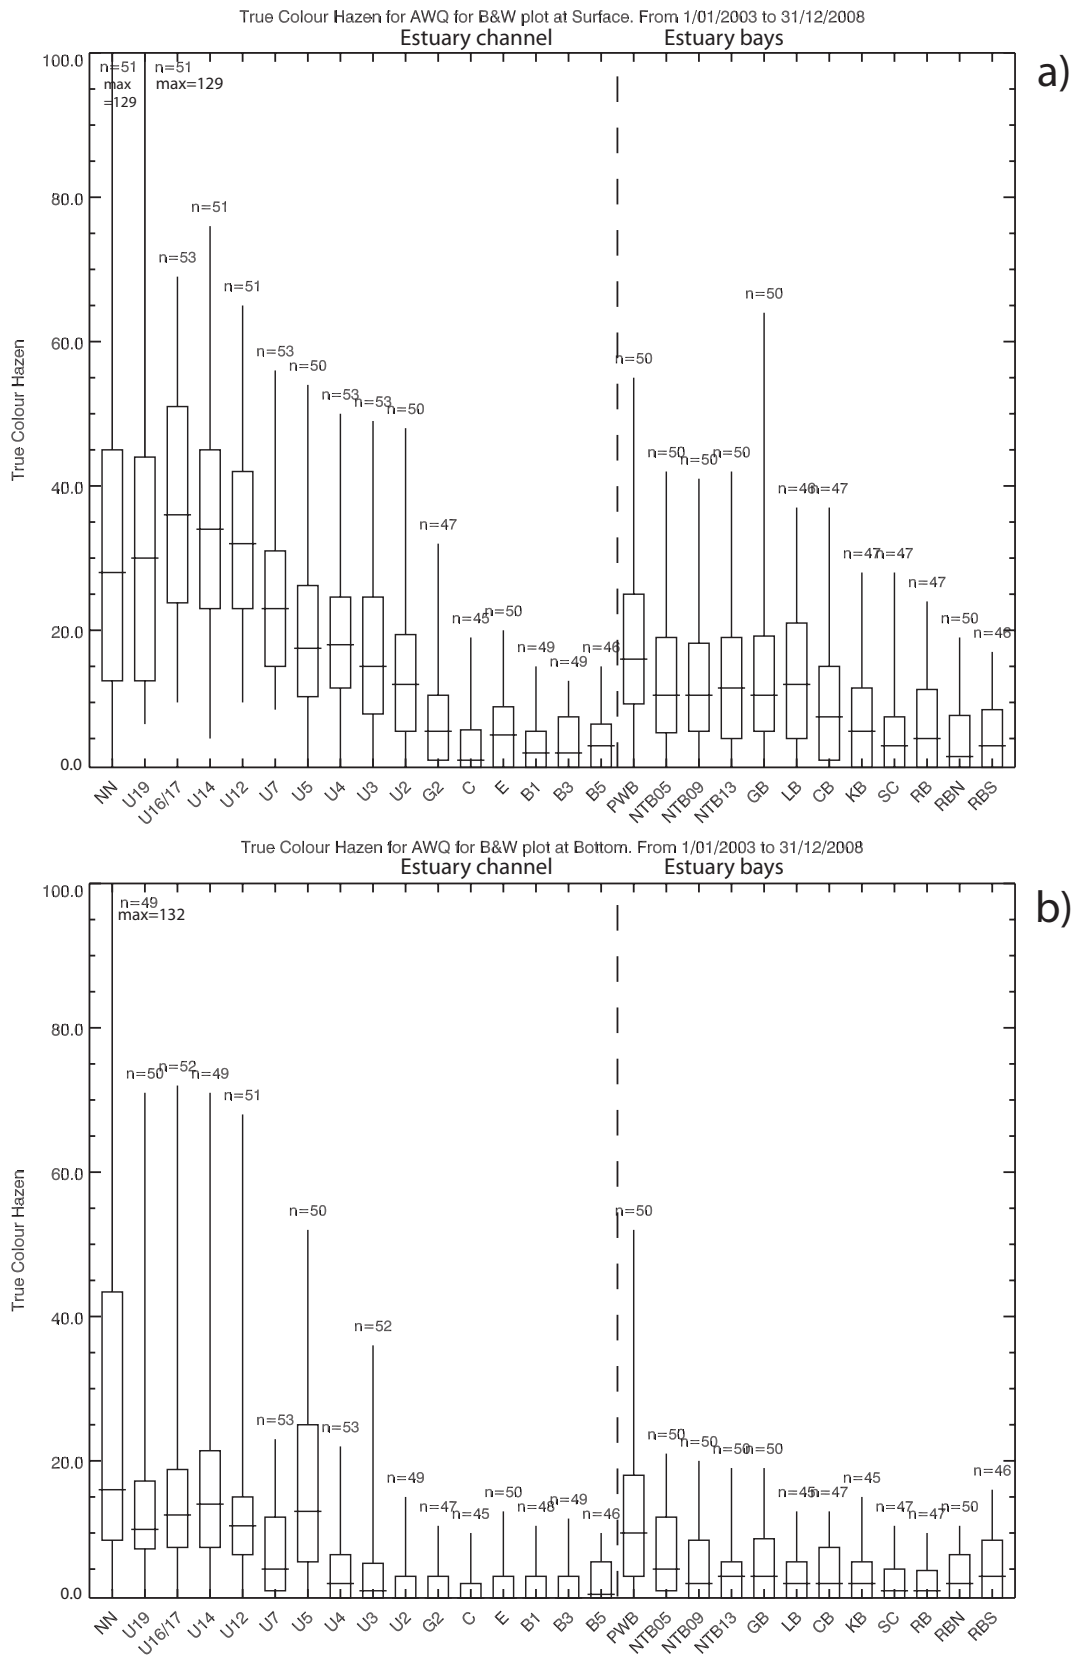 True Colour Hazen for AWQ for B&W plot at Surface. From 1/01/2003 to 31/12/2008
Estuary channel Estuary bays
a)
100.0
80.0
60.0
40.0
20.0
0.0
True Colour Hazen
n=51
max
=129
n=51
max=129
n=53
n=51
n=51
n=53
n=50
n=53
n=53
n=50
n=47
n=45
n=50
n=49
n=49
n=46
n=50
n=50
n=50
n=50
n=50
n=46
n=47
n=47
n=47
n=47
n=50
n=46
NN U19 U16/17 U14 U12 U7 U5 U4 U3 U2 G2 C E B1 B3 B5 PWB NTB05 NTB09 NTB13 GB LB CB KB SC RB RBN RBS
True Colour Hazen for AWQ for B&W plot at Bottom. From 1/01/2003 to 31/12/2008
Estuary channel Estuary bays
b)
100.0
80.0
60.0
40.0
20.0
0.0
True Colour Hazen
n=49
max=132
n=50
n=52
n=49
n=51
n=53
n=50
n=53
n=52
n=49
n=47
n=45
n=50
n=48
n=49
n=46
n=50
n=50
n=50
n=50
n=50
n=45
n=47
n=45
n=47
n=47
n=50
n=46
NN U19 U16/17 U14 U12 U7 U5 U4 U3 U2 G2 C E B1 B3 B5 PWB NTB05 NTB09 NTB13 GB LB CB KB SC RB RBN RBS